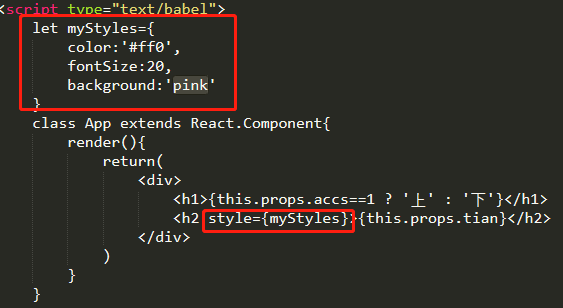 <script type="text/babel">
let myStyles={
color:'#ff0',
fontSize:20,
background:'pink'
}
class App extends React.Component{
render(){
return(
<div>
<h1>{this.props.accs==1 ? '上' : '下'}</h1>
<h2 style={myStyles}>{this.props.tian}</h2>
</div>
)
}
}